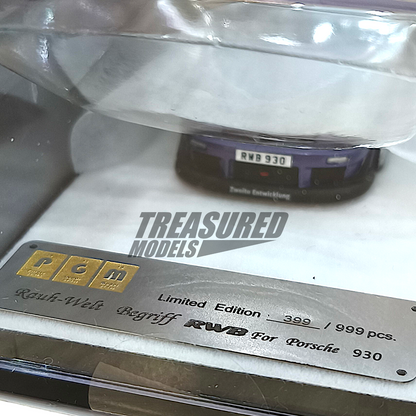 RWB 930
Zweite Entwicklung
TREASURED
MODELS
PGM
Limited Edition : 399 / 999 pcs.
Rauh-Welt Begriff RWB For Porsche 930